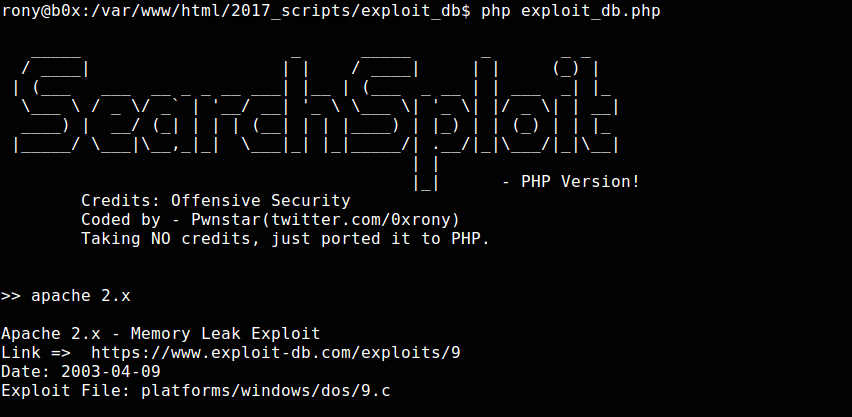 rony@b0x:/var/www/html/2017_scripts/exploit_db$ php exploit_db.php
SearchSploit
- PHP Version!
Credits: Offensive Security
Coded by - Pwnstar(twitter.com/0xrony)
Taking NO credits, just ported it to PHP.
>> apache 2.x
Apache 2.x - Memory Leak Exploit
Link =>  https://www.exploit-db.com/exploits/9
Date: 2003-04-09
Exploit File: platforms/windows/dos/9.c